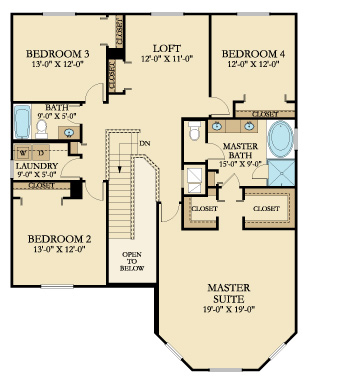 BEDROOM 3
13'-0" X 12'-0"
CLOSET
CLOSET
LOFT
12'-0" X 11'-0"
BEDROOM 4
12'-0" X 12'-0"
CLOSET
BATH
9'-0" X 5'-0"
W
D
LAUNDRY
9'-0" X 5'-0"
CLOSET
DN
MASTER
BATH
15'-0" X 9'-0"
CLOSET
CLOSET
BEDROOM 2
13'-0" X 12'-0"
OPEN
TO
BELOW
MASTER
SUITE
19'-0" X 19'-0"